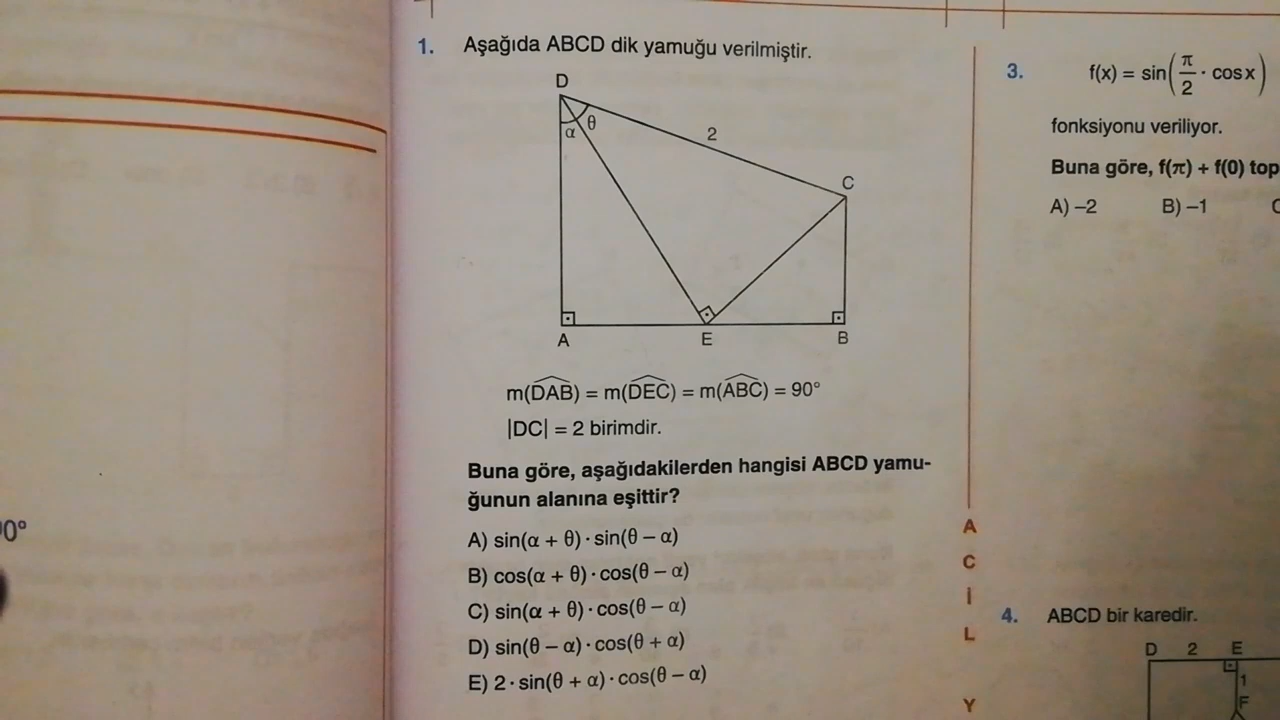 1. Aşağıda ABCD dik yamuğu verilmiştir.
D
α θ
2
C
A E B
m(DAB) = m(DEC) = m(ABC) = 90°
|DC| = 2 birimdir.
Buna göre, aşağıdakilerden hangisi ABCD yamu-
ğunun alanına eşittir?
A) sin(α + θ) · sin(θ – α)
B) cos(α + θ) · cos(θ – α)
C) sin(α + θ) · cos(θ – α)
D) sin(θ – α) · cos(θ + α)
E) 2 · sin(θ + α) · cos(θ – α)
0°
A
C
İ
L
Y
3. f(x) = sin(π/2 · cosx)
fonksiyonu veriliyor.
Buna göre, f(π) + f(0) top
A) –2 B) –1
4. ABCD bir karedir.
D 2 E
1
F